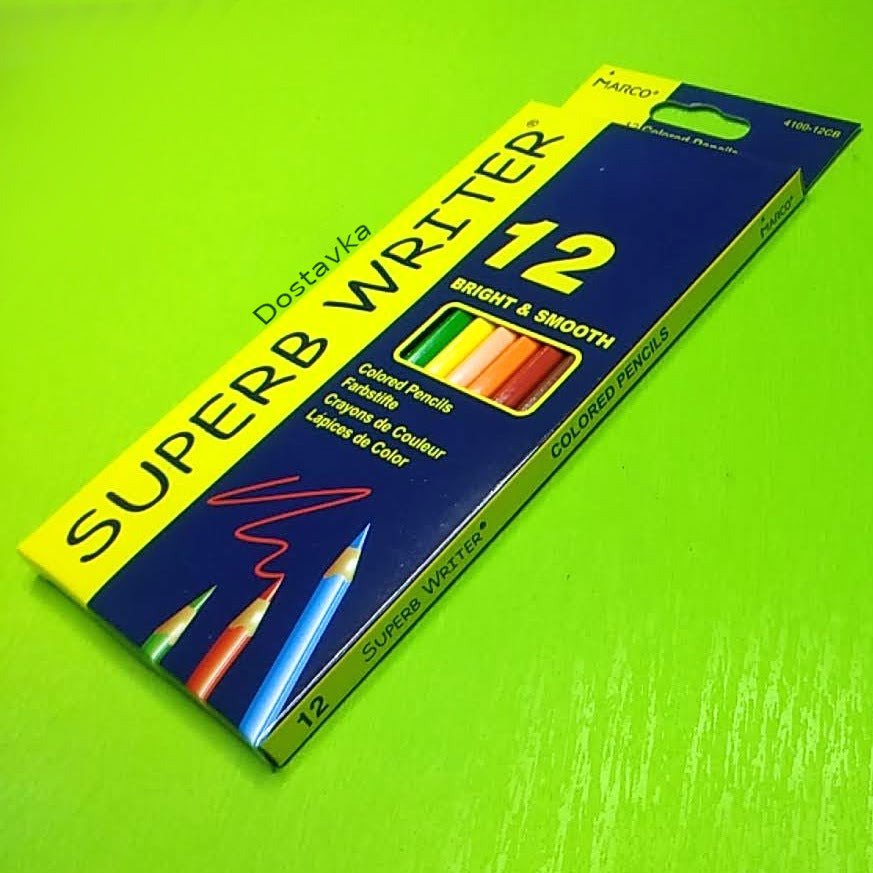 MARCO®
4100-12CB
12 Colored Pencils
SUPERB WRITER®
Dostavka
12
BRIGHT & SMOOTH
Colored Pencils
Farbstifte
Crayons de Couleur
Lápices de Color
12
SUPERB WRITER®
COLORED PENCILS
MARCO®